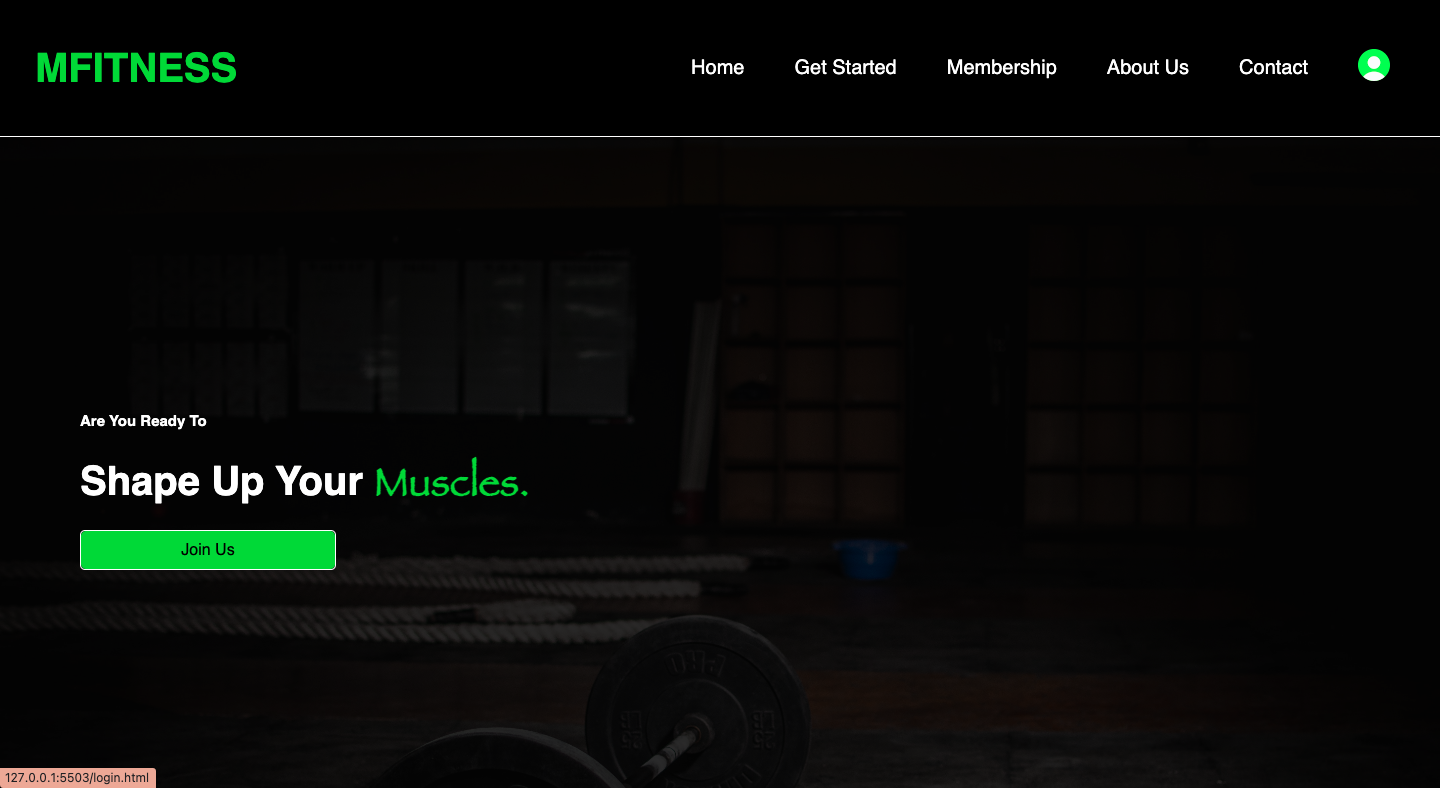 MFITNESS
Home Get Started Membership About Us Contact
Are You Ready To
Shape Up Your Muscles.
Join Us
127.0.0.1:5503/login.html